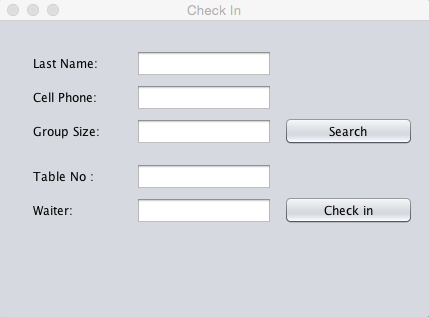 Check In
Last Name:
Cell Phone:
Group Size:
Search
Table No :
Waiter:
Check in